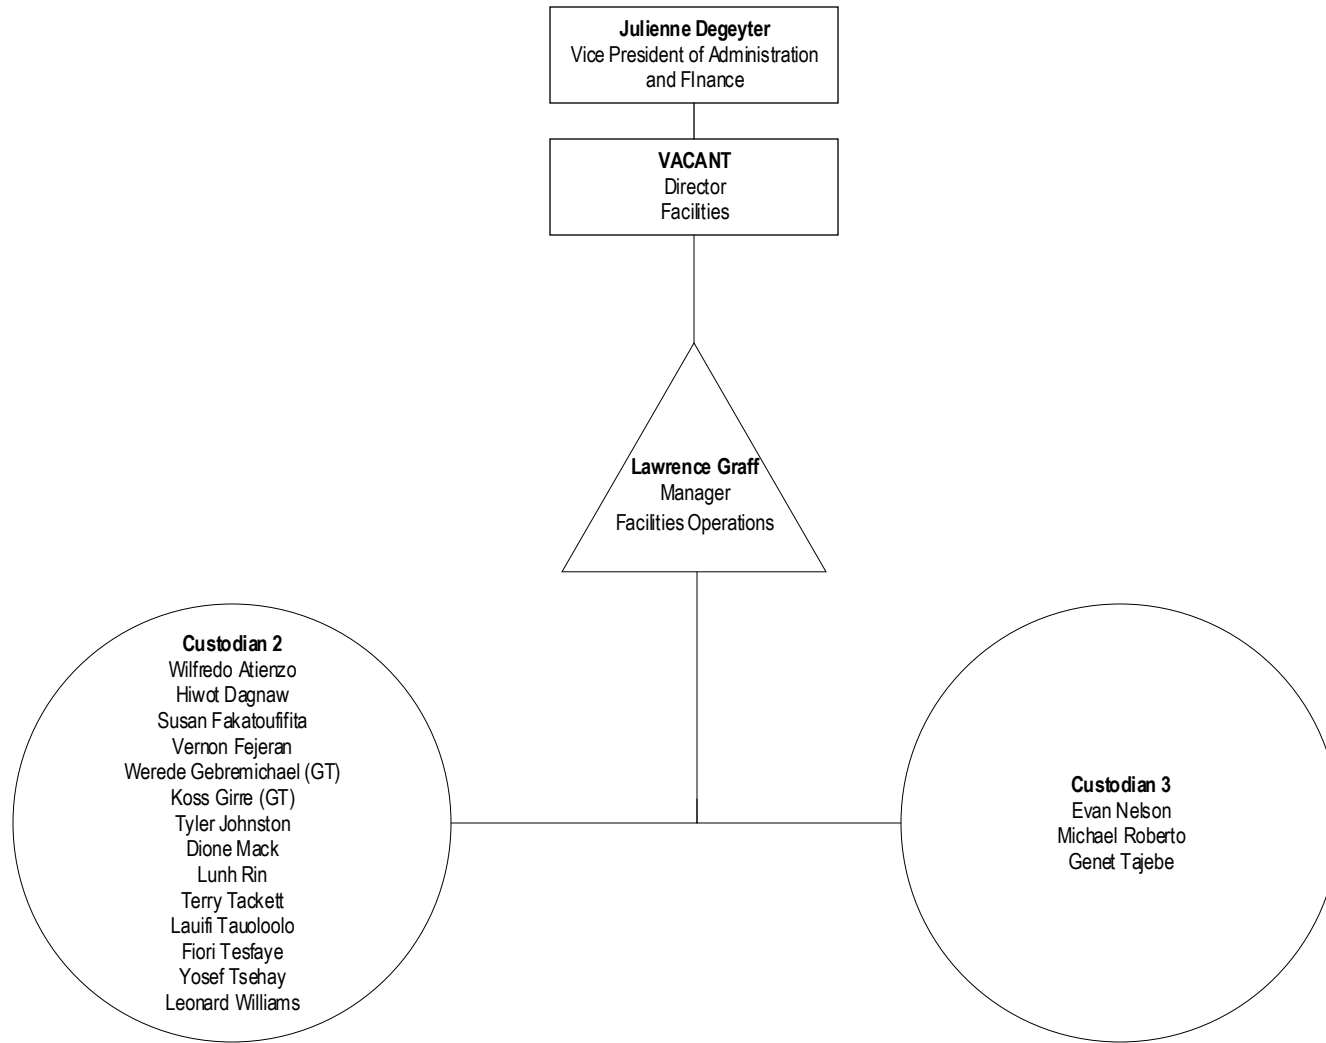 Julienne Degeyter
Vice President of Administration
and FInance
VACANT
Director
Facilities
Lawrence Graff
Manager
Facilities Operations
Custodian 2
Wilfredo Atienzo
Hiwot Dagnaw
Susan Fakatoufifita
Vernon Fejeran
Werede Gebremichael (GT)
Koss Girre (GT)
Tyler Johnston
Dione Mack
Lunh Rin
Terry Tackett
Lauifi Tauoloolo
Fiori Tesfaye
Yosef Tsehay
Leonard Williams
Custodian 3
Evan Nelson
Michael Roberto
Genet Tajebe